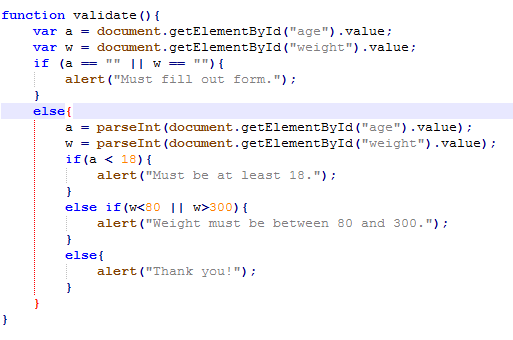 function validate(){
    var a = document.getElementById("age").value;
    var w = document.getElementById("weight").value;
    if (a == "" || w == ""){
        alert("Must fill out form.");
    }
    else{
        a = parseInt(document.getElementById("age").value);
        w = parseInt(document.getElementById("weight").value);
        if(a < 18){
            alert("Must be at least 18.");
        }
        else if(w<80 || w>300){
            alert("Weight must be between 80 and 300.");
        }
        else{
            alert("Thank you!");
        }
    }
}